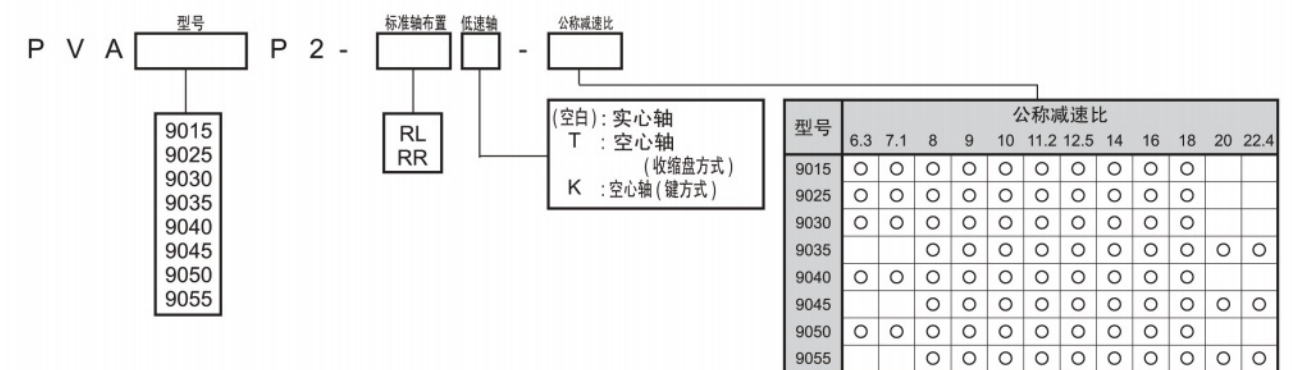 型号 标准轴布置 低速轴 公称减速比
P V A P 2 - -
9015
9025
9030
9035
9040
9045
9050
9055
RL
RR
(空白) : 实心轴
T : 空心轴
(收缩盘方式)
K : 空心轴 (键方式)
型号 公称减速比
6.3 7.1 8 9 10 11.2 12.5 14 16 18 20 22.4
9015 ○ ○ ○ ○ ○ ○ ○ ○ ○ ○
9025 ○ ○ ○ ○ ○ ○ ○ ○ ○ ○
9030 ○ ○ ○ ○ ○ ○ ○ ○ ○ ○
9035 ○ ○ ○ ○ ○ ○ ○ ○ ○ ○
9040 ○ ○ ○ ○ ○ ○ ○ ○ ○ ○
9045 ○ ○ ○ ○ ○ ○ ○ ○ ○ ○
9050 ○ ○ ○ ○ ○ ○ ○ ○ ○ ○
9055 ○ ○ ○ ○ ○ ○ ○ ○ ○ ○